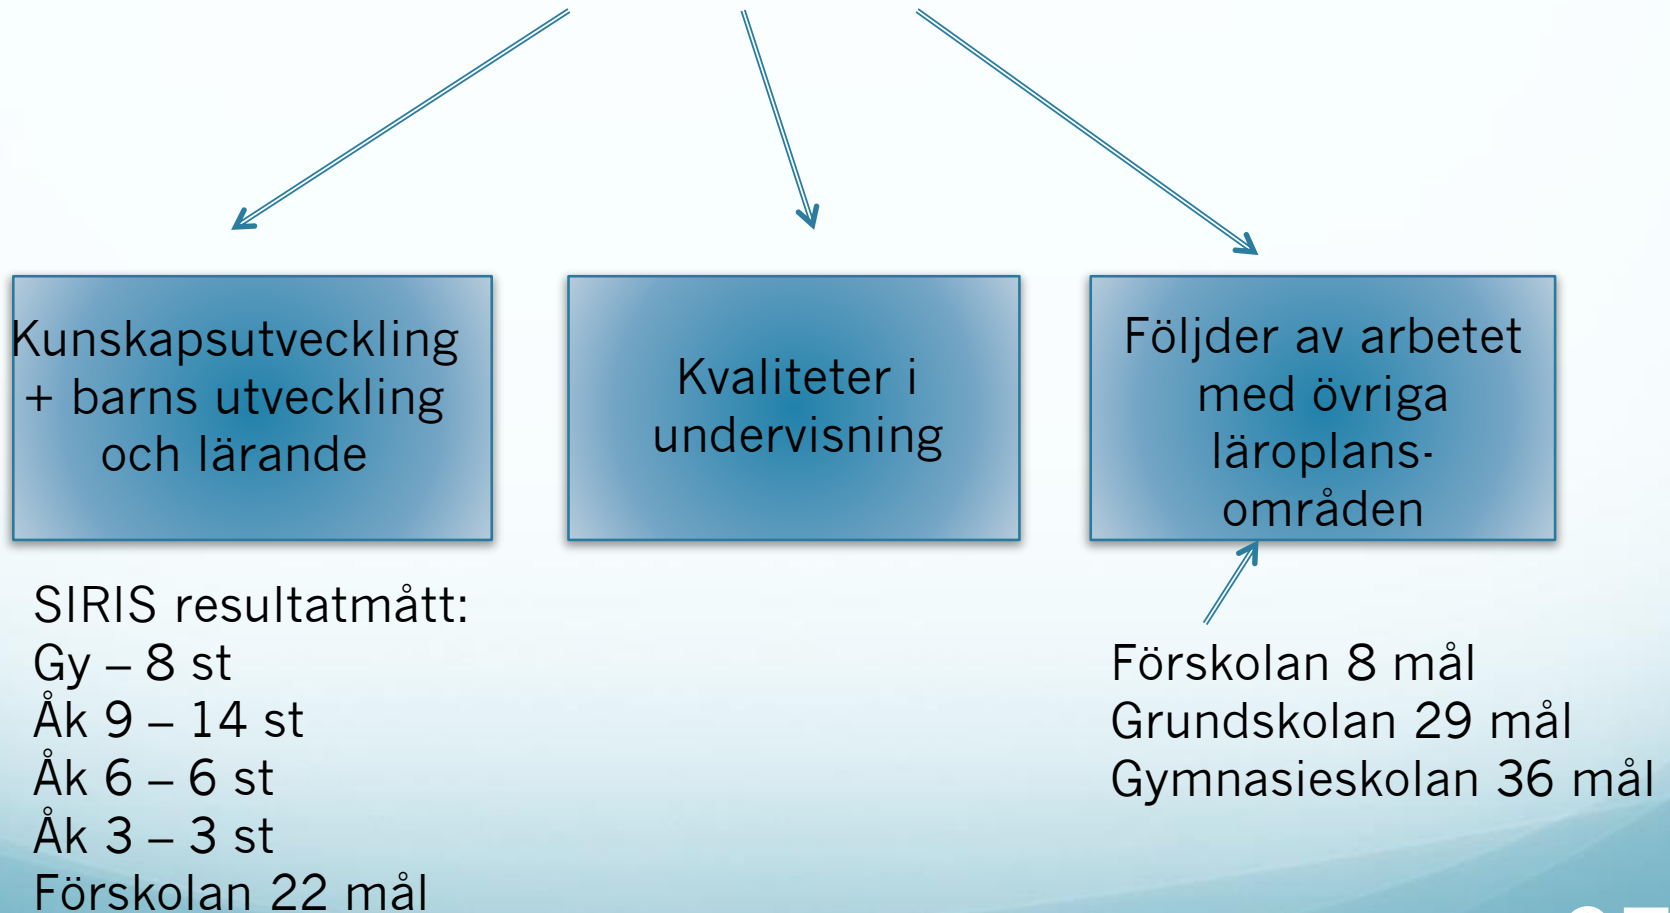 Kunskapsutveckling
+ barns utveckling
och lärande
Kvaliteter i
undervisning
Följder av arbetet
med övriga
läroplans-
områden
SIRIS resultatmått:
Gy – 8 st
Åk 9 – 14 st
Åk 6 – 6 st
Åk 3 – 3 st
Förskolan 22 mål
Förskolan 8 mål
Grundskolan 29 mål
Gymnasieskolan 36 mål